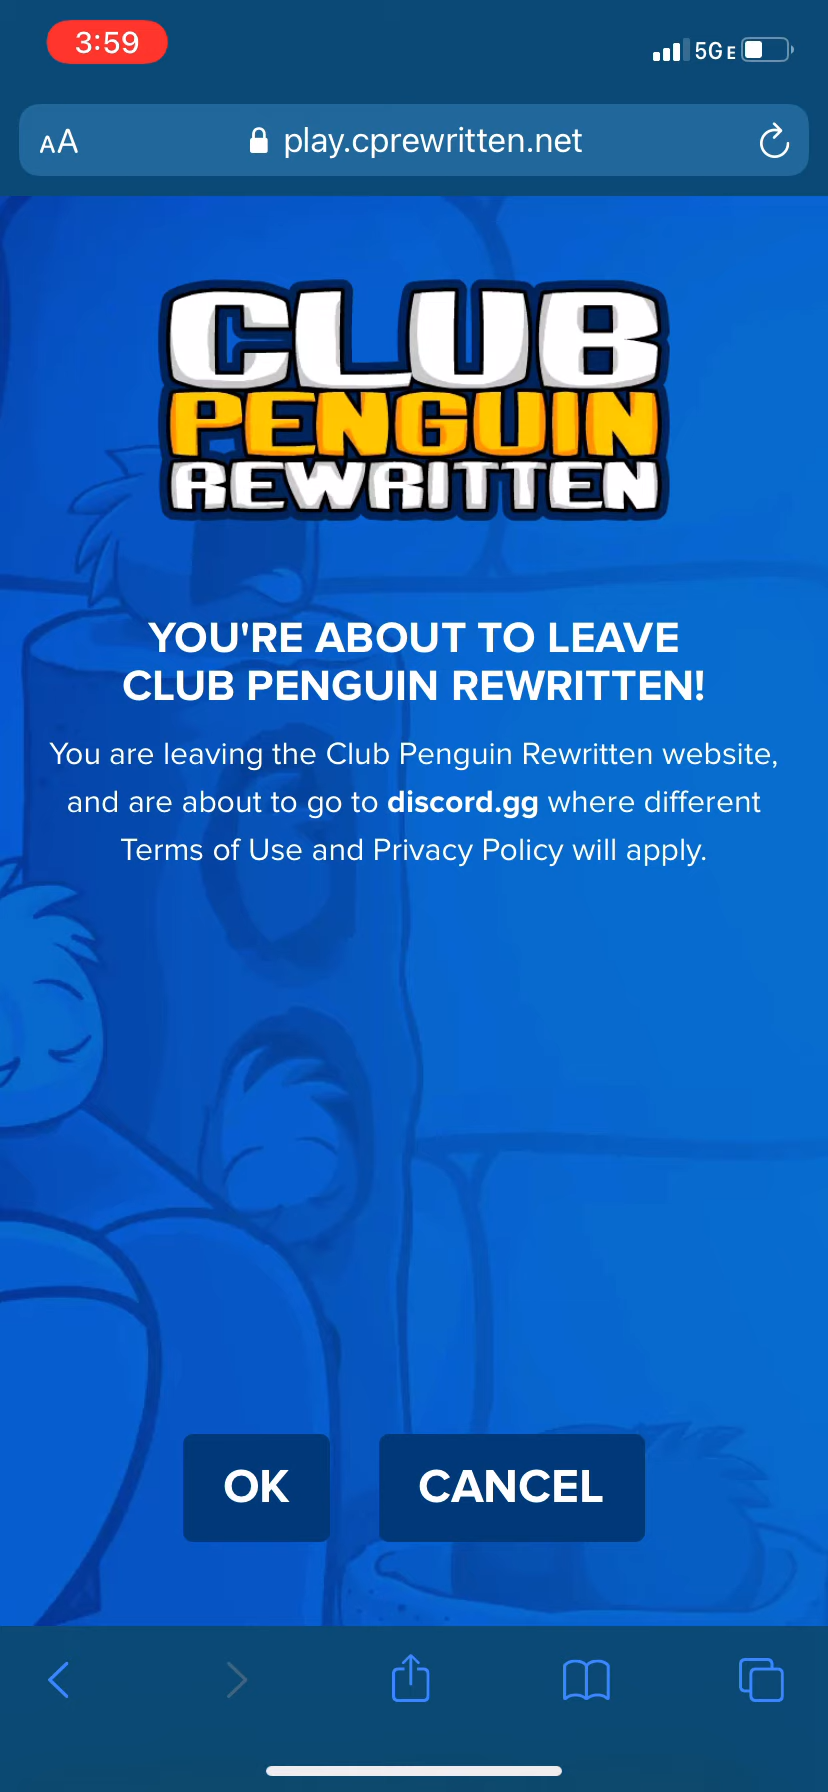 3:59
5G E
AA
play.cprewritten.net
CLUB
PENGUIN
REWRITTEN
YOU'RE ABOUT TO LEAVE
CLUB PENGUIN REWRITTEN!
You are leaving the Club Penguin Rewritten website,
and are about to go to discord.gg where different
Terms of Use and Privacy Policy will apply.
OK CANCEL